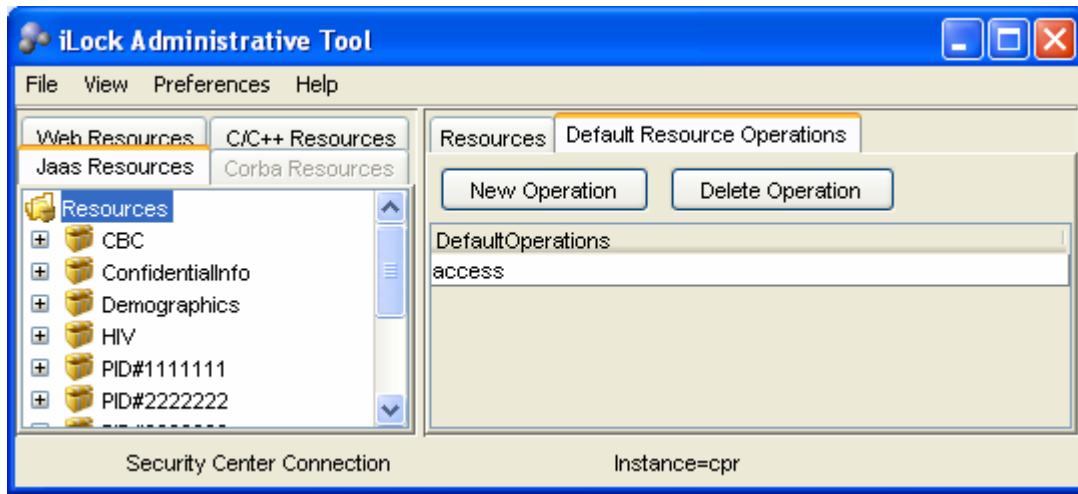 iLock Administrative Tool
File View Preferences Help
Web Resources C/C++ Resources
Jaas Resources Corba Resources
Resources
CBC
ConfidentialInfo
Demographics
HIV
PID#1111111
PID#2222222
Resources Default Resource Operations
New Operation Delete Operation
DefaultOperations
access
Security Center Connection Instance=cpr